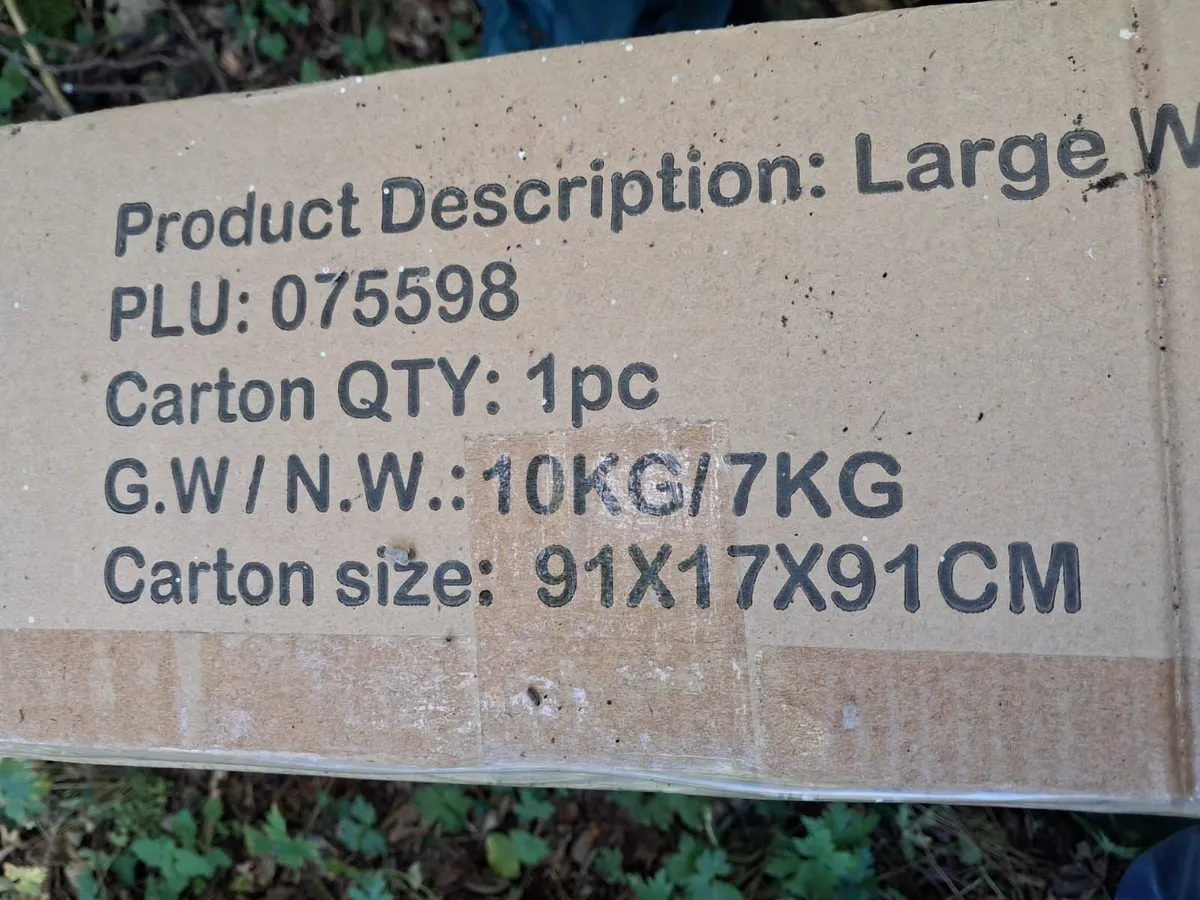 Product Description: Large W
PLU: 075598
Carton QTY: 1pc
G.W/N.W.: 10KG/7KG
Carton size: 91X17X91CM